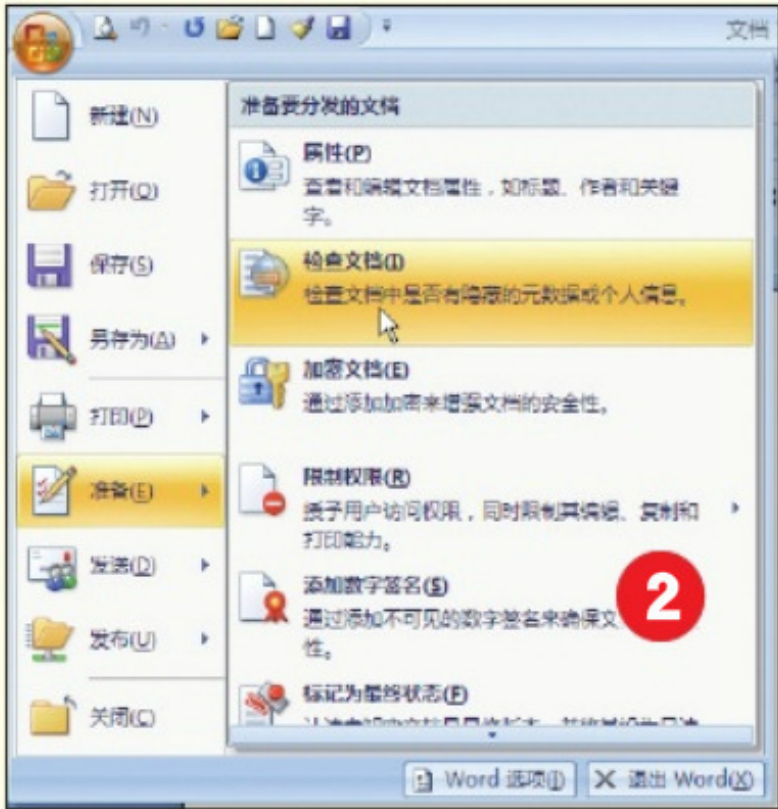 文档
新建(N)
打开(O)
保存(S)
另存为(A)
打印(P)
准备(E)
发送(D)
发布(U)
关闭(C)
准备要分发的文档
属性(P)
查看和编辑文档属性，如标题、作者和关键
字。
检查文档(I)
检查文档中是否有隐藏的元数据或个人信息。
加密文档(E)
通过添加加密来增强文档的安全性。
限制权限(R)
授予用户访问权限，同时限制其编辑、复制和
打印能力。
添加数字签名(S)
通过添加不可见的数字签名来确保文
性。
2
标记为最终状态(F)
Word 选项(I)
退出 Word(X)